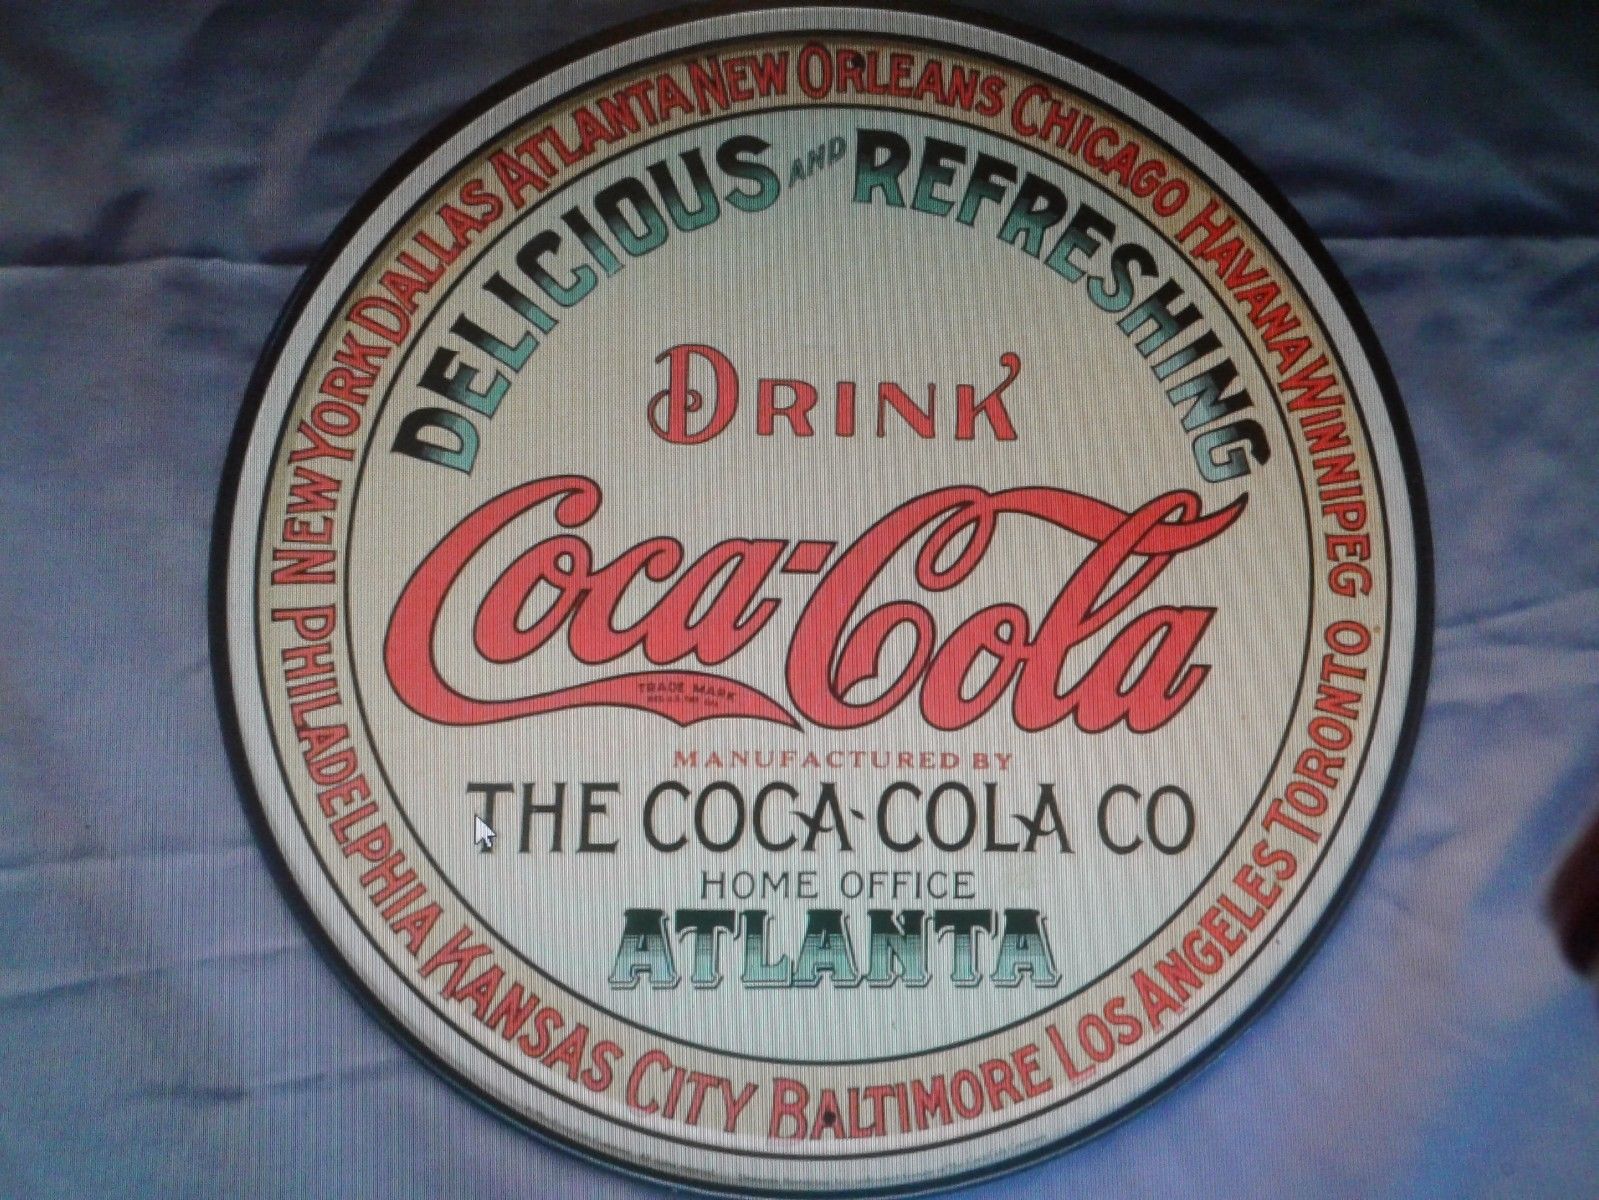 NEW YORK DALLAS ATLANTA NEW ORLEANS CHICAGO HAVANA WINNIPEG
PHILADELPHIA KANSAS CITY BALTIMORE LOS ANGELES TORONTO
DELICIOUS AND REFRESHING
DRINK
Coca-Cola
TRADE MARK
MANUFACTURED BY
THE COCA-COLA CO
HOME OFFICE
ATLANTA